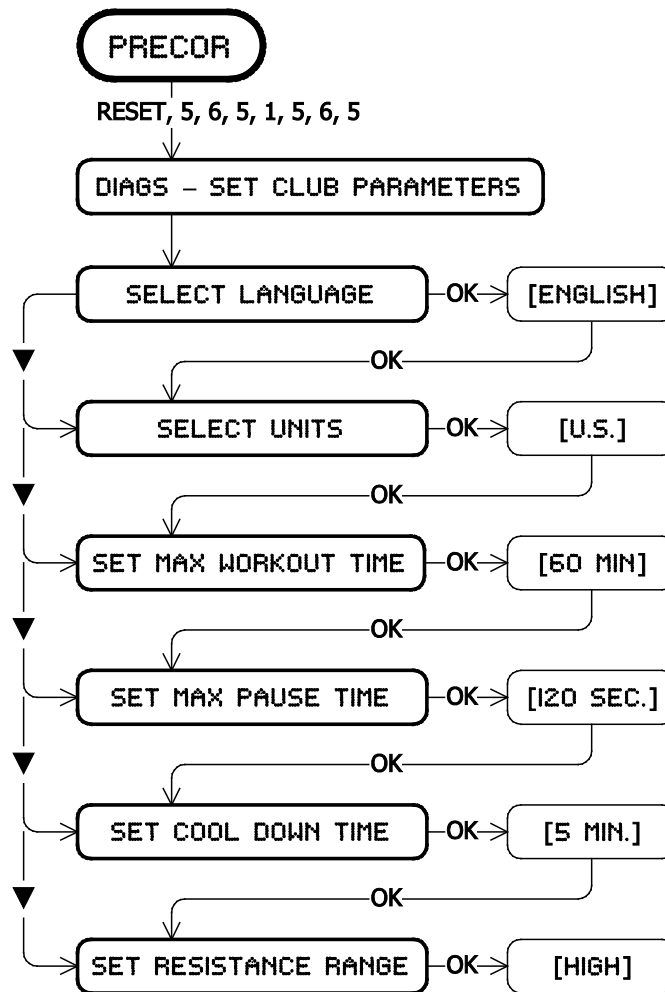 PRECOR
RESET, 5, 6, 5, 1, 5, 6, 5
DIAGS – SET CLUB PARAMETERS
SELECT LANGUAGE OK [ENGLISH]
OK
SELECT UNITS OK [U.S.]
OK
SET MAX WORKOUT TIME OK [60 MIN]
OK
SET MAX PAUSE TIME OK [120 SEC.]
OK
SET COOL DOWN TIME OK [5 MIN.]
OK
SET RESISTANCE RANGE OK [HIGH]